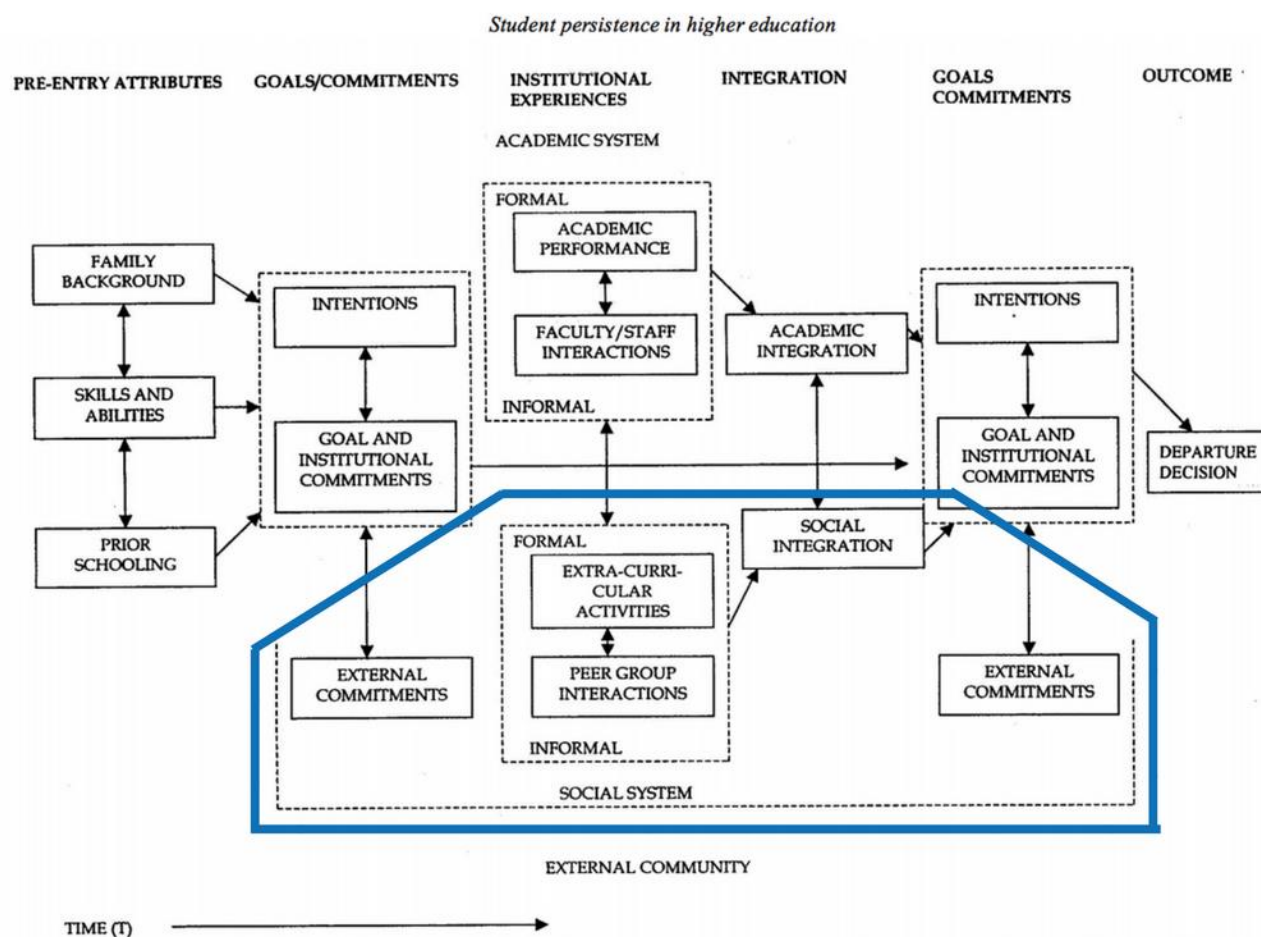 Student persistence in higher education
PRE-ENTRY ATTRIBUTES
GOALS/COMMITMENTS
INSTITUTIONAL
EXPERIENCES
INTEGRATION
GOALS
COMMITMENTS
OUTCOME
ACADEMIC SYSTEM
FORMAL
ACADEMIC
PERFORMANCE
FACULTY/STAFF
INTERACTIONS
INFORMAL
FAMILY
BACKGROUND
SKILLS AND
ABILITIES
PRIOR
SCHOOLING
INTENTIONS
GOAL AND
INSTITUTIONAL
COMMITMENTS
ACADEMIC
INTEGRATION
SOCIAL
INTEGRATION
INTENTIONS
GOAL AND
INSTITUTIONAL
COMMITMENTS
DEPARTURE
DECISION
FORMAL
EXTRA-CURRI-
CULAR
ACTIVITIES
PEER GROUP
INTERACTIONS
INFORMAL
EXTERNAL
COMMITMENTS
EXTERNAL
COMMITMENTS
SOCIAL SYSTEM
EXTERNAL COMMUNITY
TIME (T)